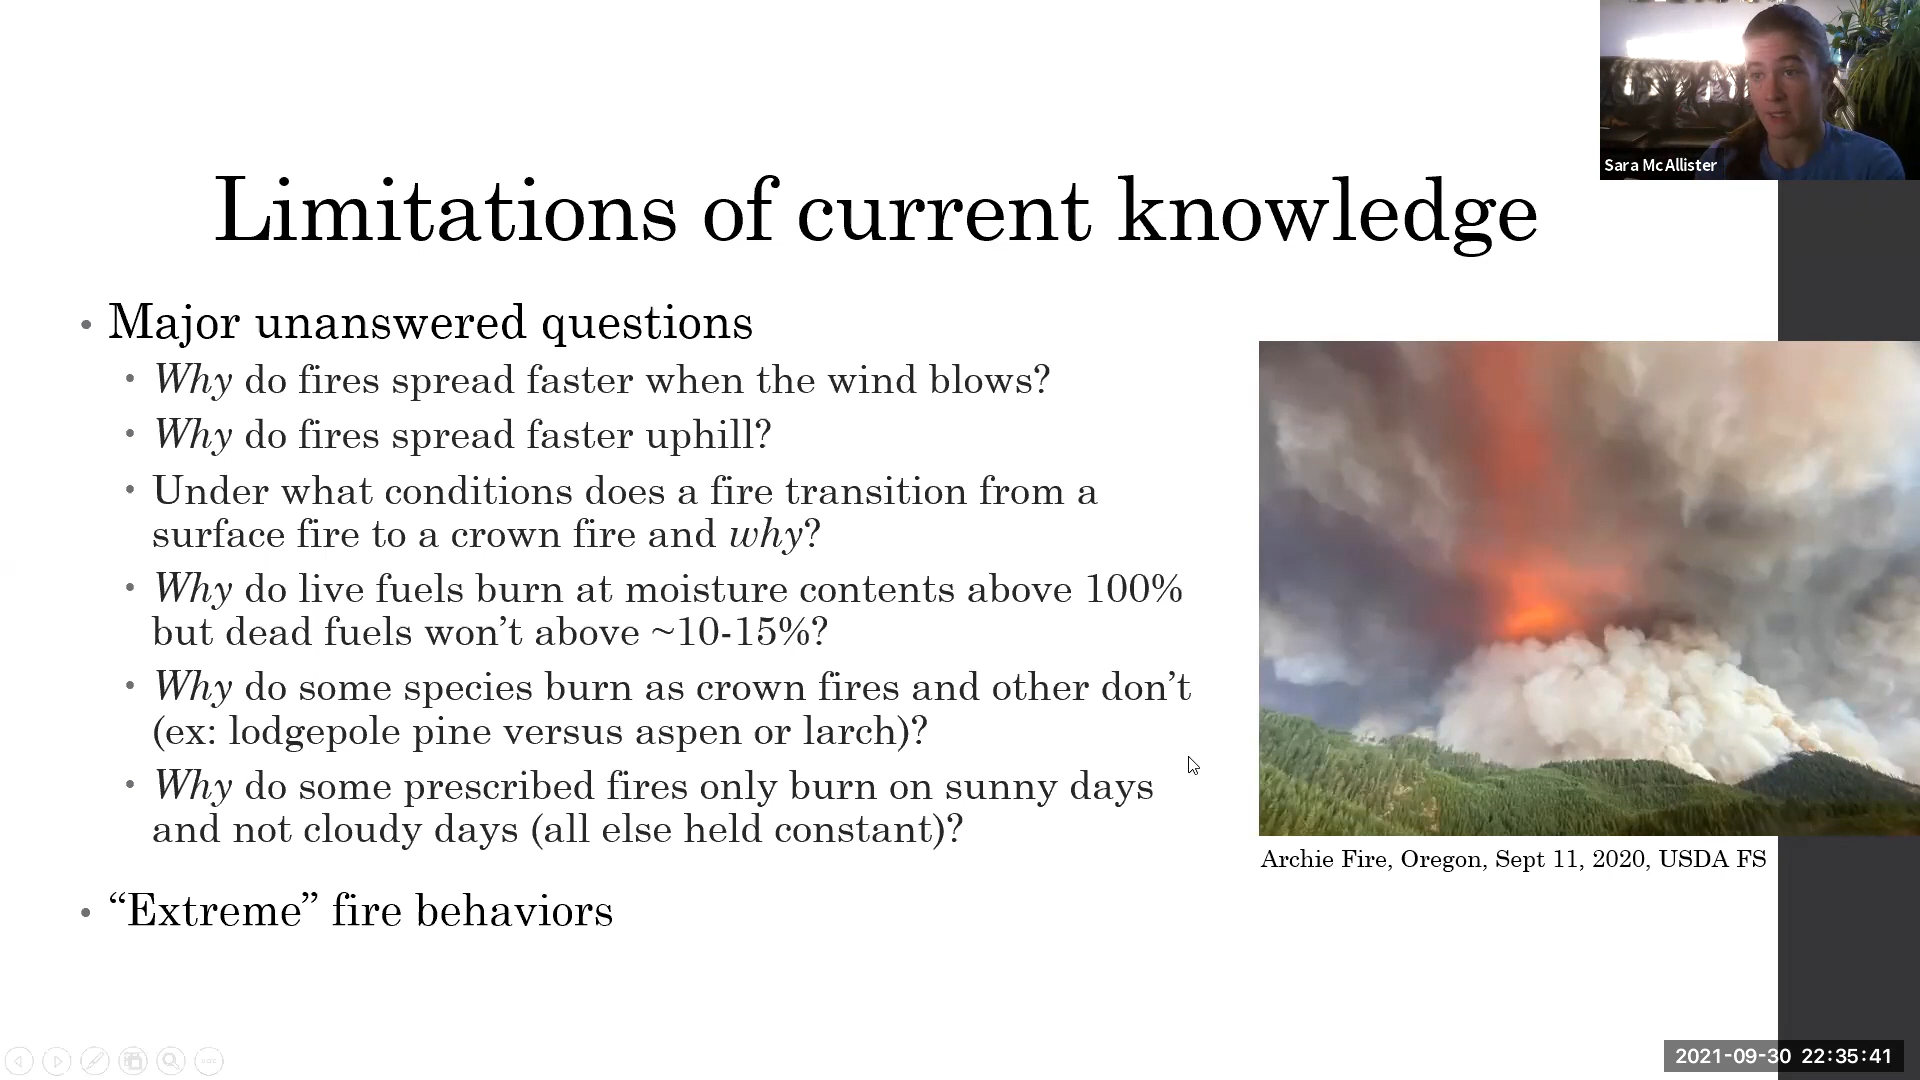 Sara McAllister
Limitations of current knowledge
• Major unanswered questions
• Why do fires spread faster when the wind blows?
• Why do fires spread faster uphill?
• Under what conditions does a fire transition from a
surface fire to a crown fire and why?
• Why do live fuels burn at moisture contents above 100%
but dead fuels won’t above ~10-15%?
• Why do some species burn as crown fires and other don’t
(ex: lodgepole pine versus aspen or larch)?
• Why do some prescribed fires only burn on sunny days
and not cloudy days (all else held constant)?
• “Extreme” fire behaviors
Archie Fire, Oregon, Sept 11, 2020, USDA FS
2021-09-30 22:35:41